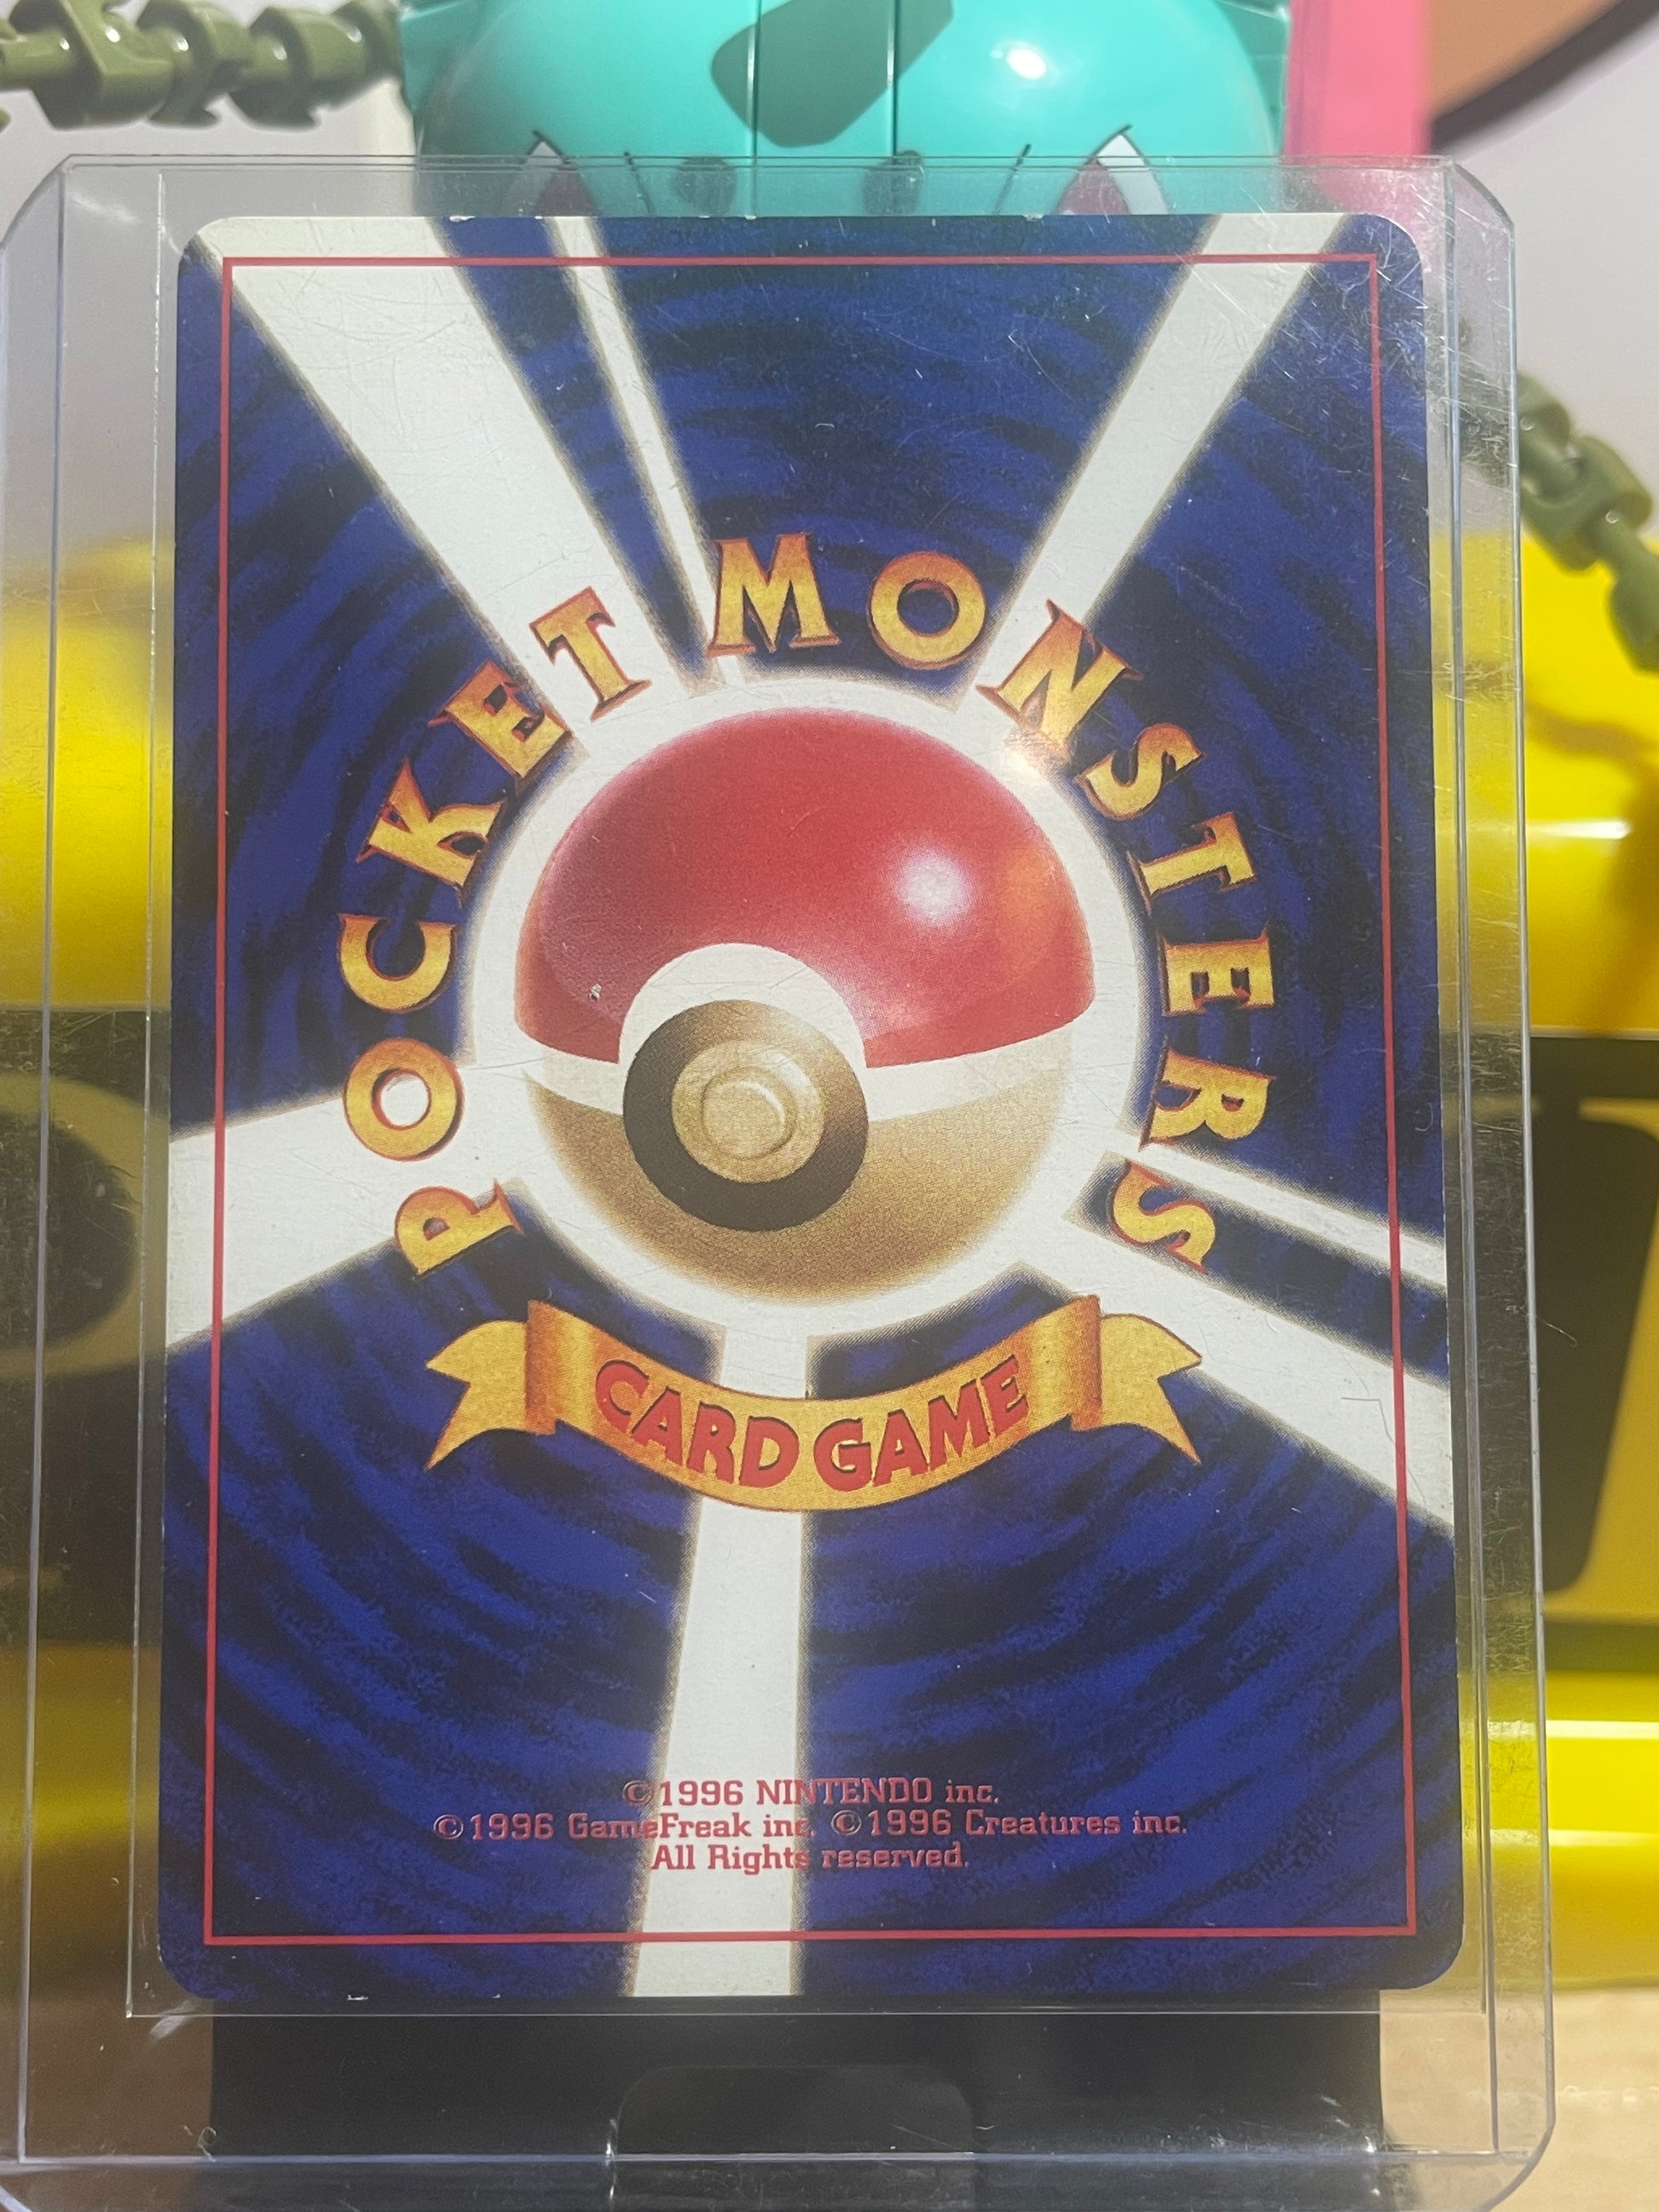 POCKET MONSTERS
CARD GAME
©1996 NINTENDO inc.
©1996 GameFreak inc. ©1996 Creatures inc.
All Rights reserved.